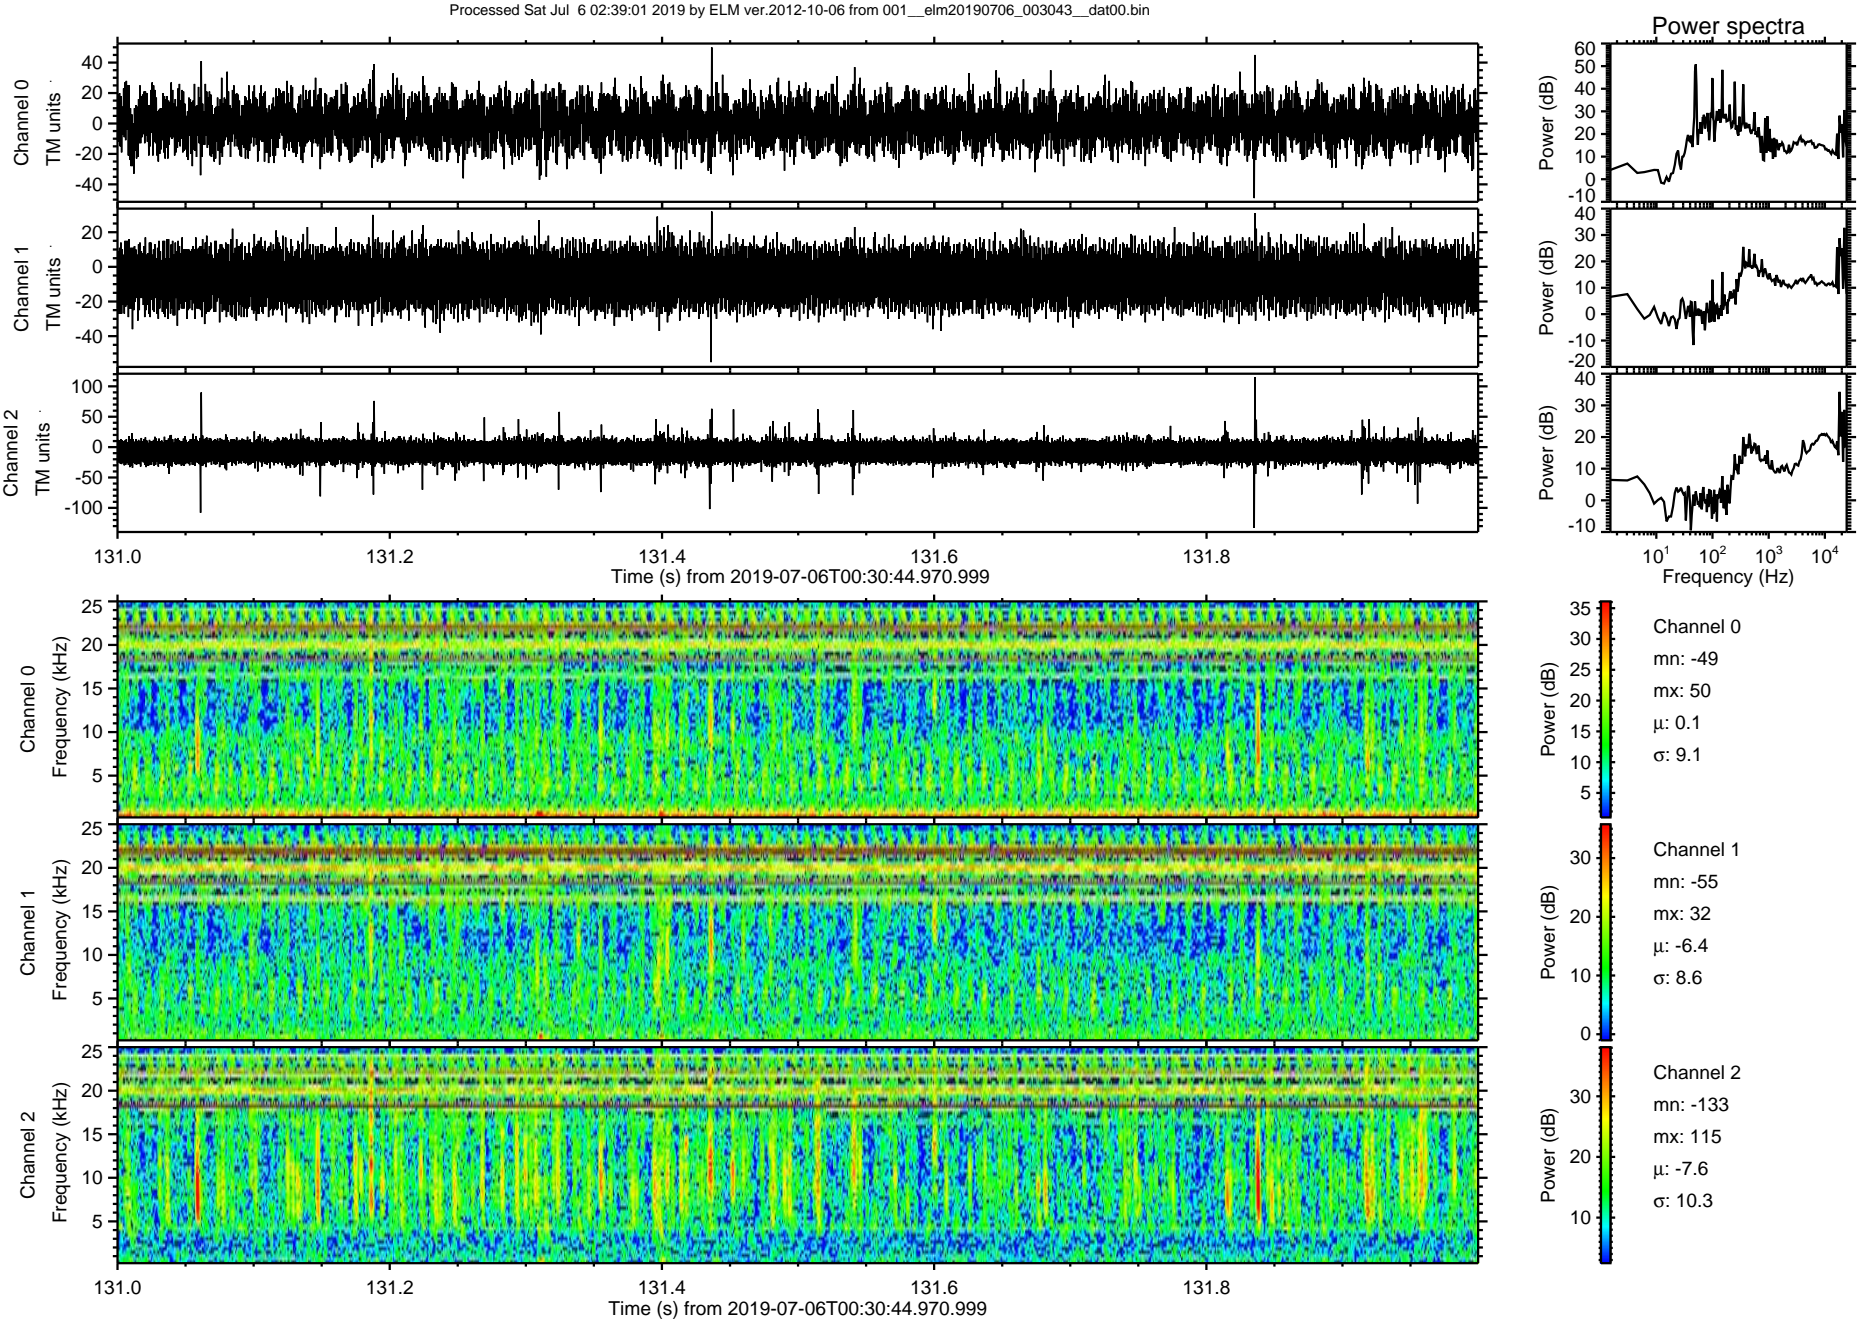 Processed Sat Jul  6 02:39:01 2019 by ELM ver.2012-10-06 from 001__elm20190706_003043__dat00.bin
Power spectra
Channel 0
TM units
40
20
0
-20
-40
Power (dB)
60
50
40
30
20
10
0
-10
Channel 1
TM units
20
0
-20
-40
Power (dB)
40
30
20
10
0
-10
-20
Channel 2
TM units
100
50
0
-50
-100
Power (dB)
40
30
20
10
0
-10
131.0 131.2 131.4 131.6 131.8
Time (s) from 2019-07-06T00:30:44.970.999
10¹ 10² 10³ 10⁴
Frequency (Hz)
Channel 0
Frequency (kHz)
25
20
15
10
5
Power (dB)
35
30
25
20
15
10
5
Channel 0
mn: -49
mx: 50
μ: 0.1
σ: 9.1
Channel 1
Frequency (kHz)
25
20
15
10
5
Power (dB)
30
20
10
0
Channel 1
mn: -55
mx: 32
μ: -6.4
σ: 8.6
Channel 2
Frequency (kHz)
25
20
15
10
5
Power (dB)
30
20
10
Channel 2
mn: -133
mx: 115
μ: -7.6
σ: 10.3
131.0 131.2 131.4 131.6 131.8
Time (s) from 2019-07-06T00:30:44.970.999